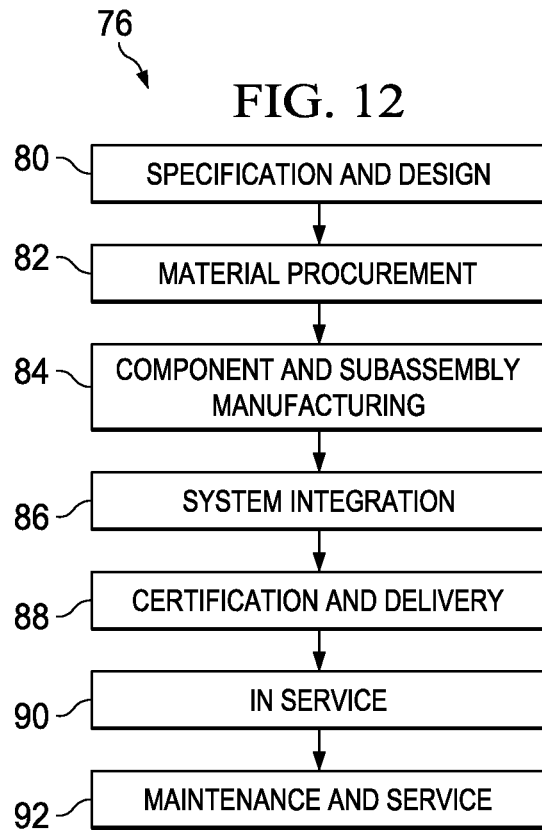 76
FIG. 12
80 SPECIFICATION AND DESIGN
82 MATERIAL PROCUREMENT
84 COMPONENT AND SUBASSEMBLY
MANUFACTURING
86 SYSTEM INTEGRATION
88 CERTIFICATION AND DELIVERY
90 IN SERVICE
92 MAINTENANCE AND SERVICE